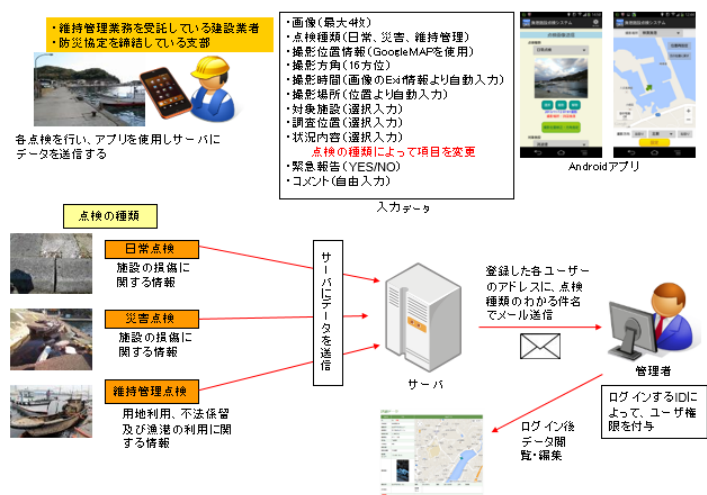 ・維持管理業務を受託している建設業者
・防災協定を締結している支部
各点検を行い、アプリを使用しサーバに
データを送信する
・画像(最大4枚)
・点検種類(日常、災害、維持管理)
・撮影位置情報(GoogleMAPを使用)
・撮影方角(16方位)
・撮影時間(画像のExif情報より自動入力)
・撮影場所(位置より自動入力)
・対象施設(選択入力)
・調査位置(選択入力)
・状況内容(選択入力)
点検の種類によって項目を変更
・緊急報告(YES/NO)
・コメント(自由入力)
入力データ
Androidアプリ
点検の種類
日常点検
施設の損傷に
関する情報
災害点検
施設の損傷に
関する情報
維持管理点検
用地利用、不法係留
及び漁港の利用に関
する情報
サーバにデータを送信
サーバ
登録した各ユーザー
のアドレスに、点検
種類のわかる件名
でメール送信
管理者
ログインするIDに
よって、ユーザ権
限を付与
ログイン後
データ閲
覧・編集